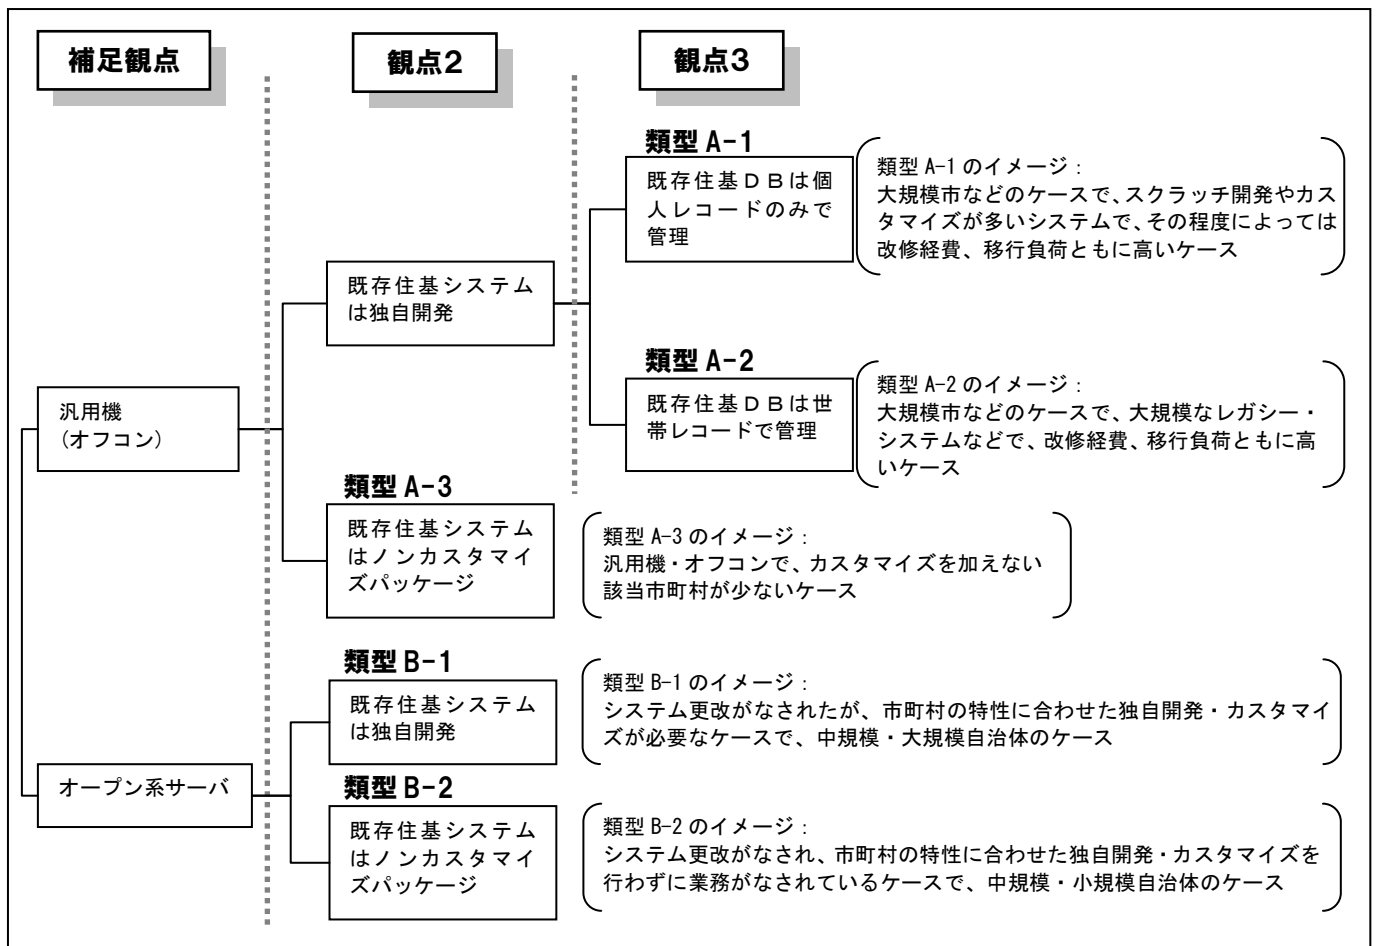 補足観点
観点2
観点3
類型 A-1
既存住基ＤＢは個
人レコードのみで
管理
類型 A-1 のイメージ：
大規模市などのケースで、スクラッチ開発やカス
タマイズが多いシステムで、その程度によっては
改修経費、移行負荷ともに高いケース
既存住基システム
は独自開発
類型 A-2
既存住基ＤＢは世
帯レコードで管理
類型 A-2 のイメージ：
大規模市などのケースで、大規模なレガシー・
システムなどで、改修経費、移行負荷ともに高
いケース
汎用機
（オフコン）
類型 A-3
既存住基システム
はノンカスタマイ
ズパッケージ
類型 A-3 のイメージ：
汎用機・オフコンで、カスタマイズを加えない
該当市町村が少ないケース
類型 B-1
既存住基システム
は独自開発
類型 B-1 のイメージ：
システム更改がなされたが、市町村の特性に合わせた独自開発・カスタマイ
ズが必要なケースで、中規模・大規模自治体のケース
オープン系サーバ
類型 B-2
既存住基システム
はノンカスタマイ
ズパッケージ
類型 B-2 のイメージ：
システム更改がなされ、市町村の特性に合わせた独自開発・カスタマイズを
行わずに業務がなされているケースで、中規模・小規模自治体のケース